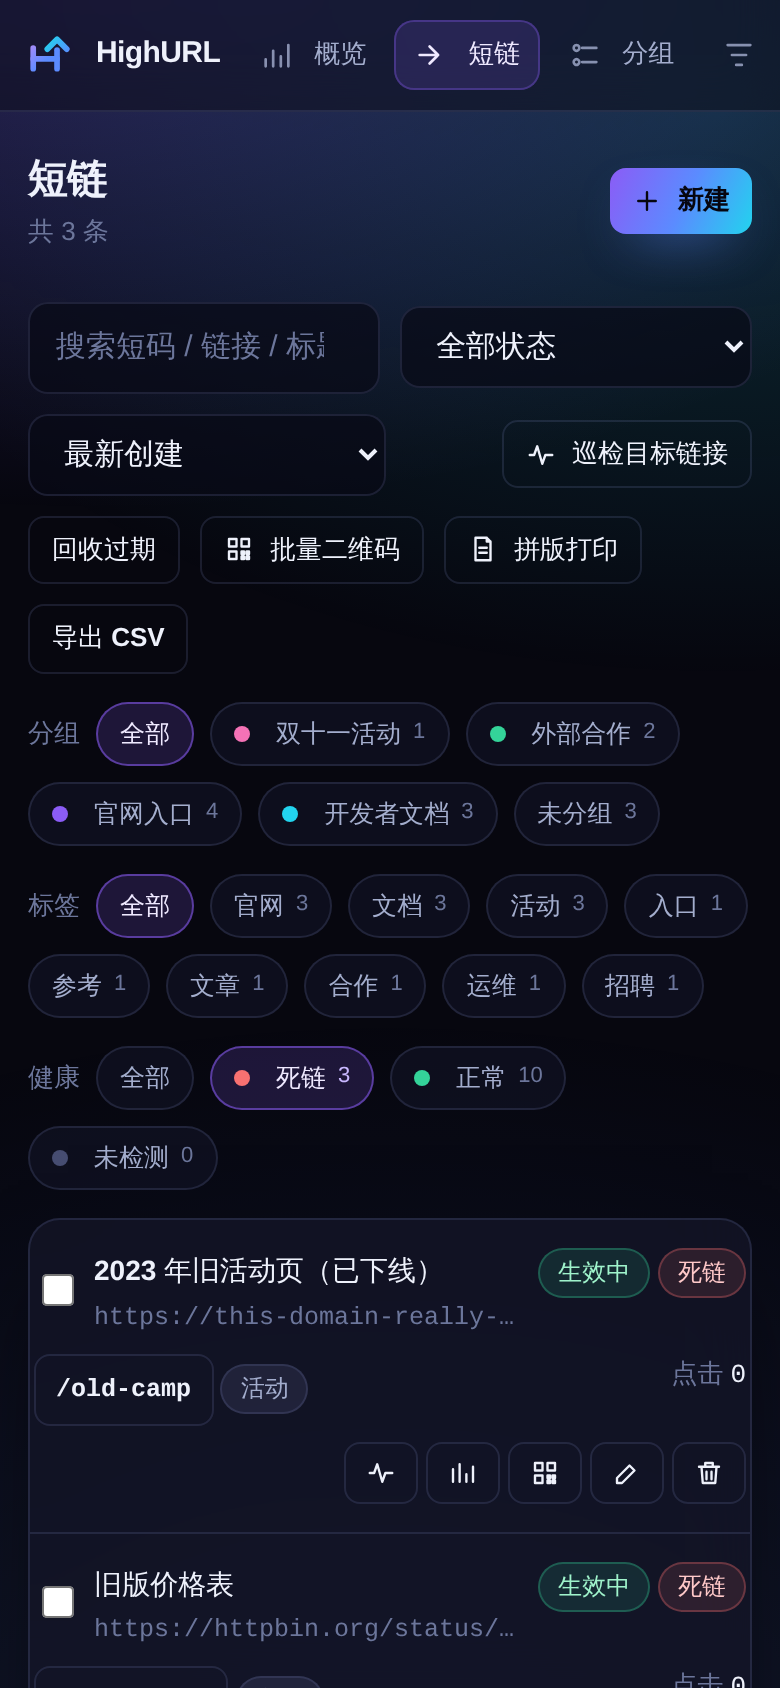 HighURL 概览 短链 分组
短链
共 3 条
新建
搜索短码 / 链接 / 标 全部状态
最新创建 巡检目标链接
回收过期 批量二维码 拼版打印
导出 CSV
分组 全部 双十一活动 1 外部合作 2
官网入口 4 开发者文档 3 未分组 3
标签 全部 官网 3 文档 3 活动 3 入口 1
参考 1 文章 1 合作 1 运维 1 招聘 1
健康 全部 死链 3 正常 10
未检测 0
2023 年旧活动页（已下线） 生效中 死链
https://this-domain-really-…
/old-camp 活动 点击 0
旧版价格表 生效中 死链
https://httpbin.org/status/…
点击 0